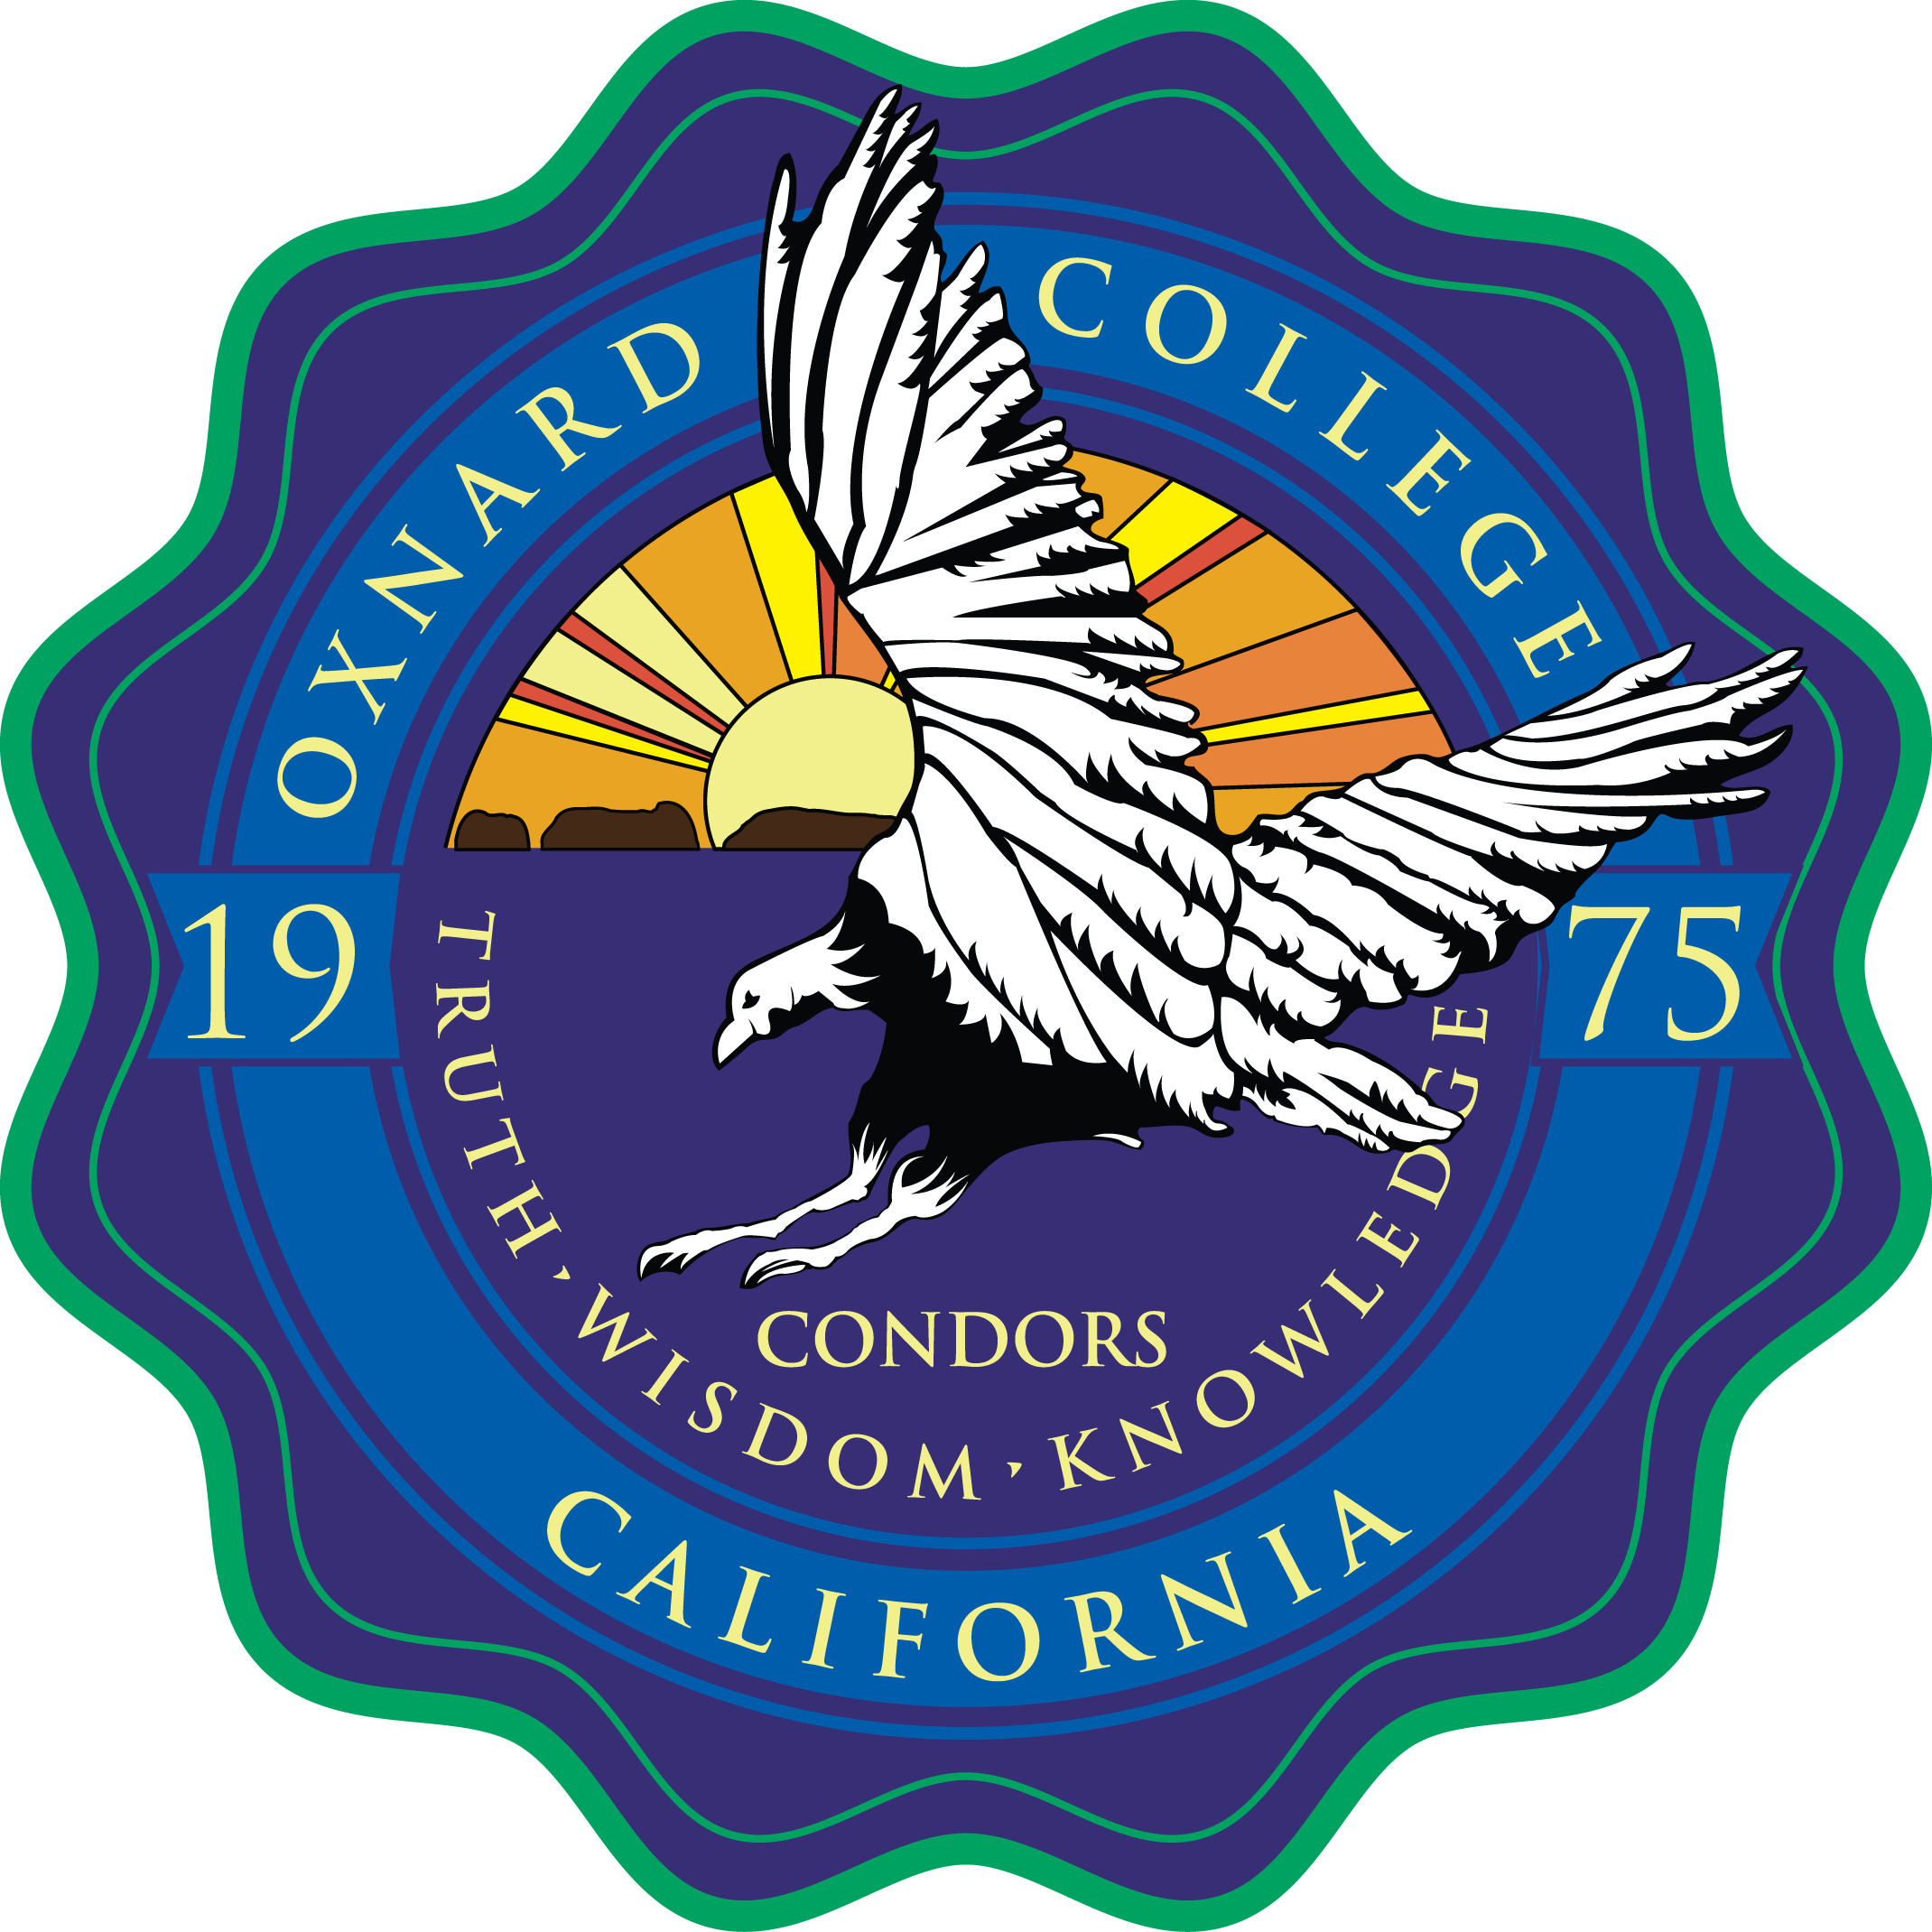 OXNARD COLLEGE
19 75
TRUTH, WISDOM, KNOWLEDGE
CONDORS
CALIFORNIA